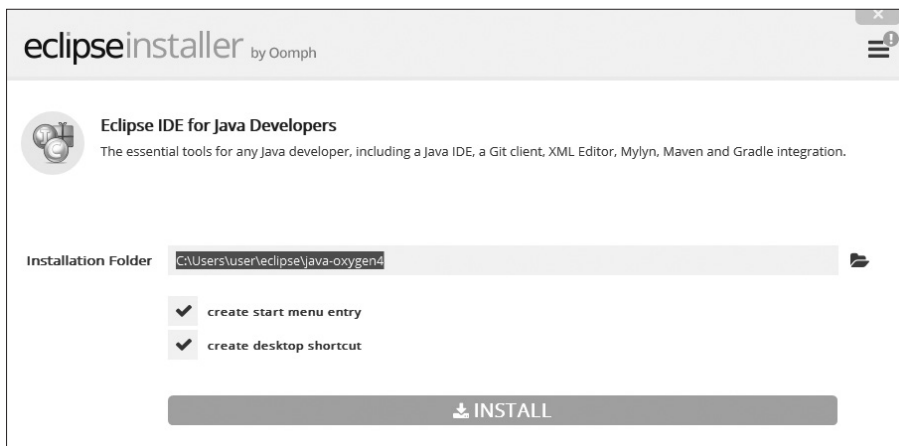 eclipseinstaller by Oomph
Eclipse IDE for Java Developers
The essential tools for any Java developer, including a Java IDE, a Git client, XML Editor, Mylyn, Maven and Gradle integration.
Installation Folder C:\Users\user\eclipse\java-oxygen4
create start menu entry
create desktop shortcut
INSTALL